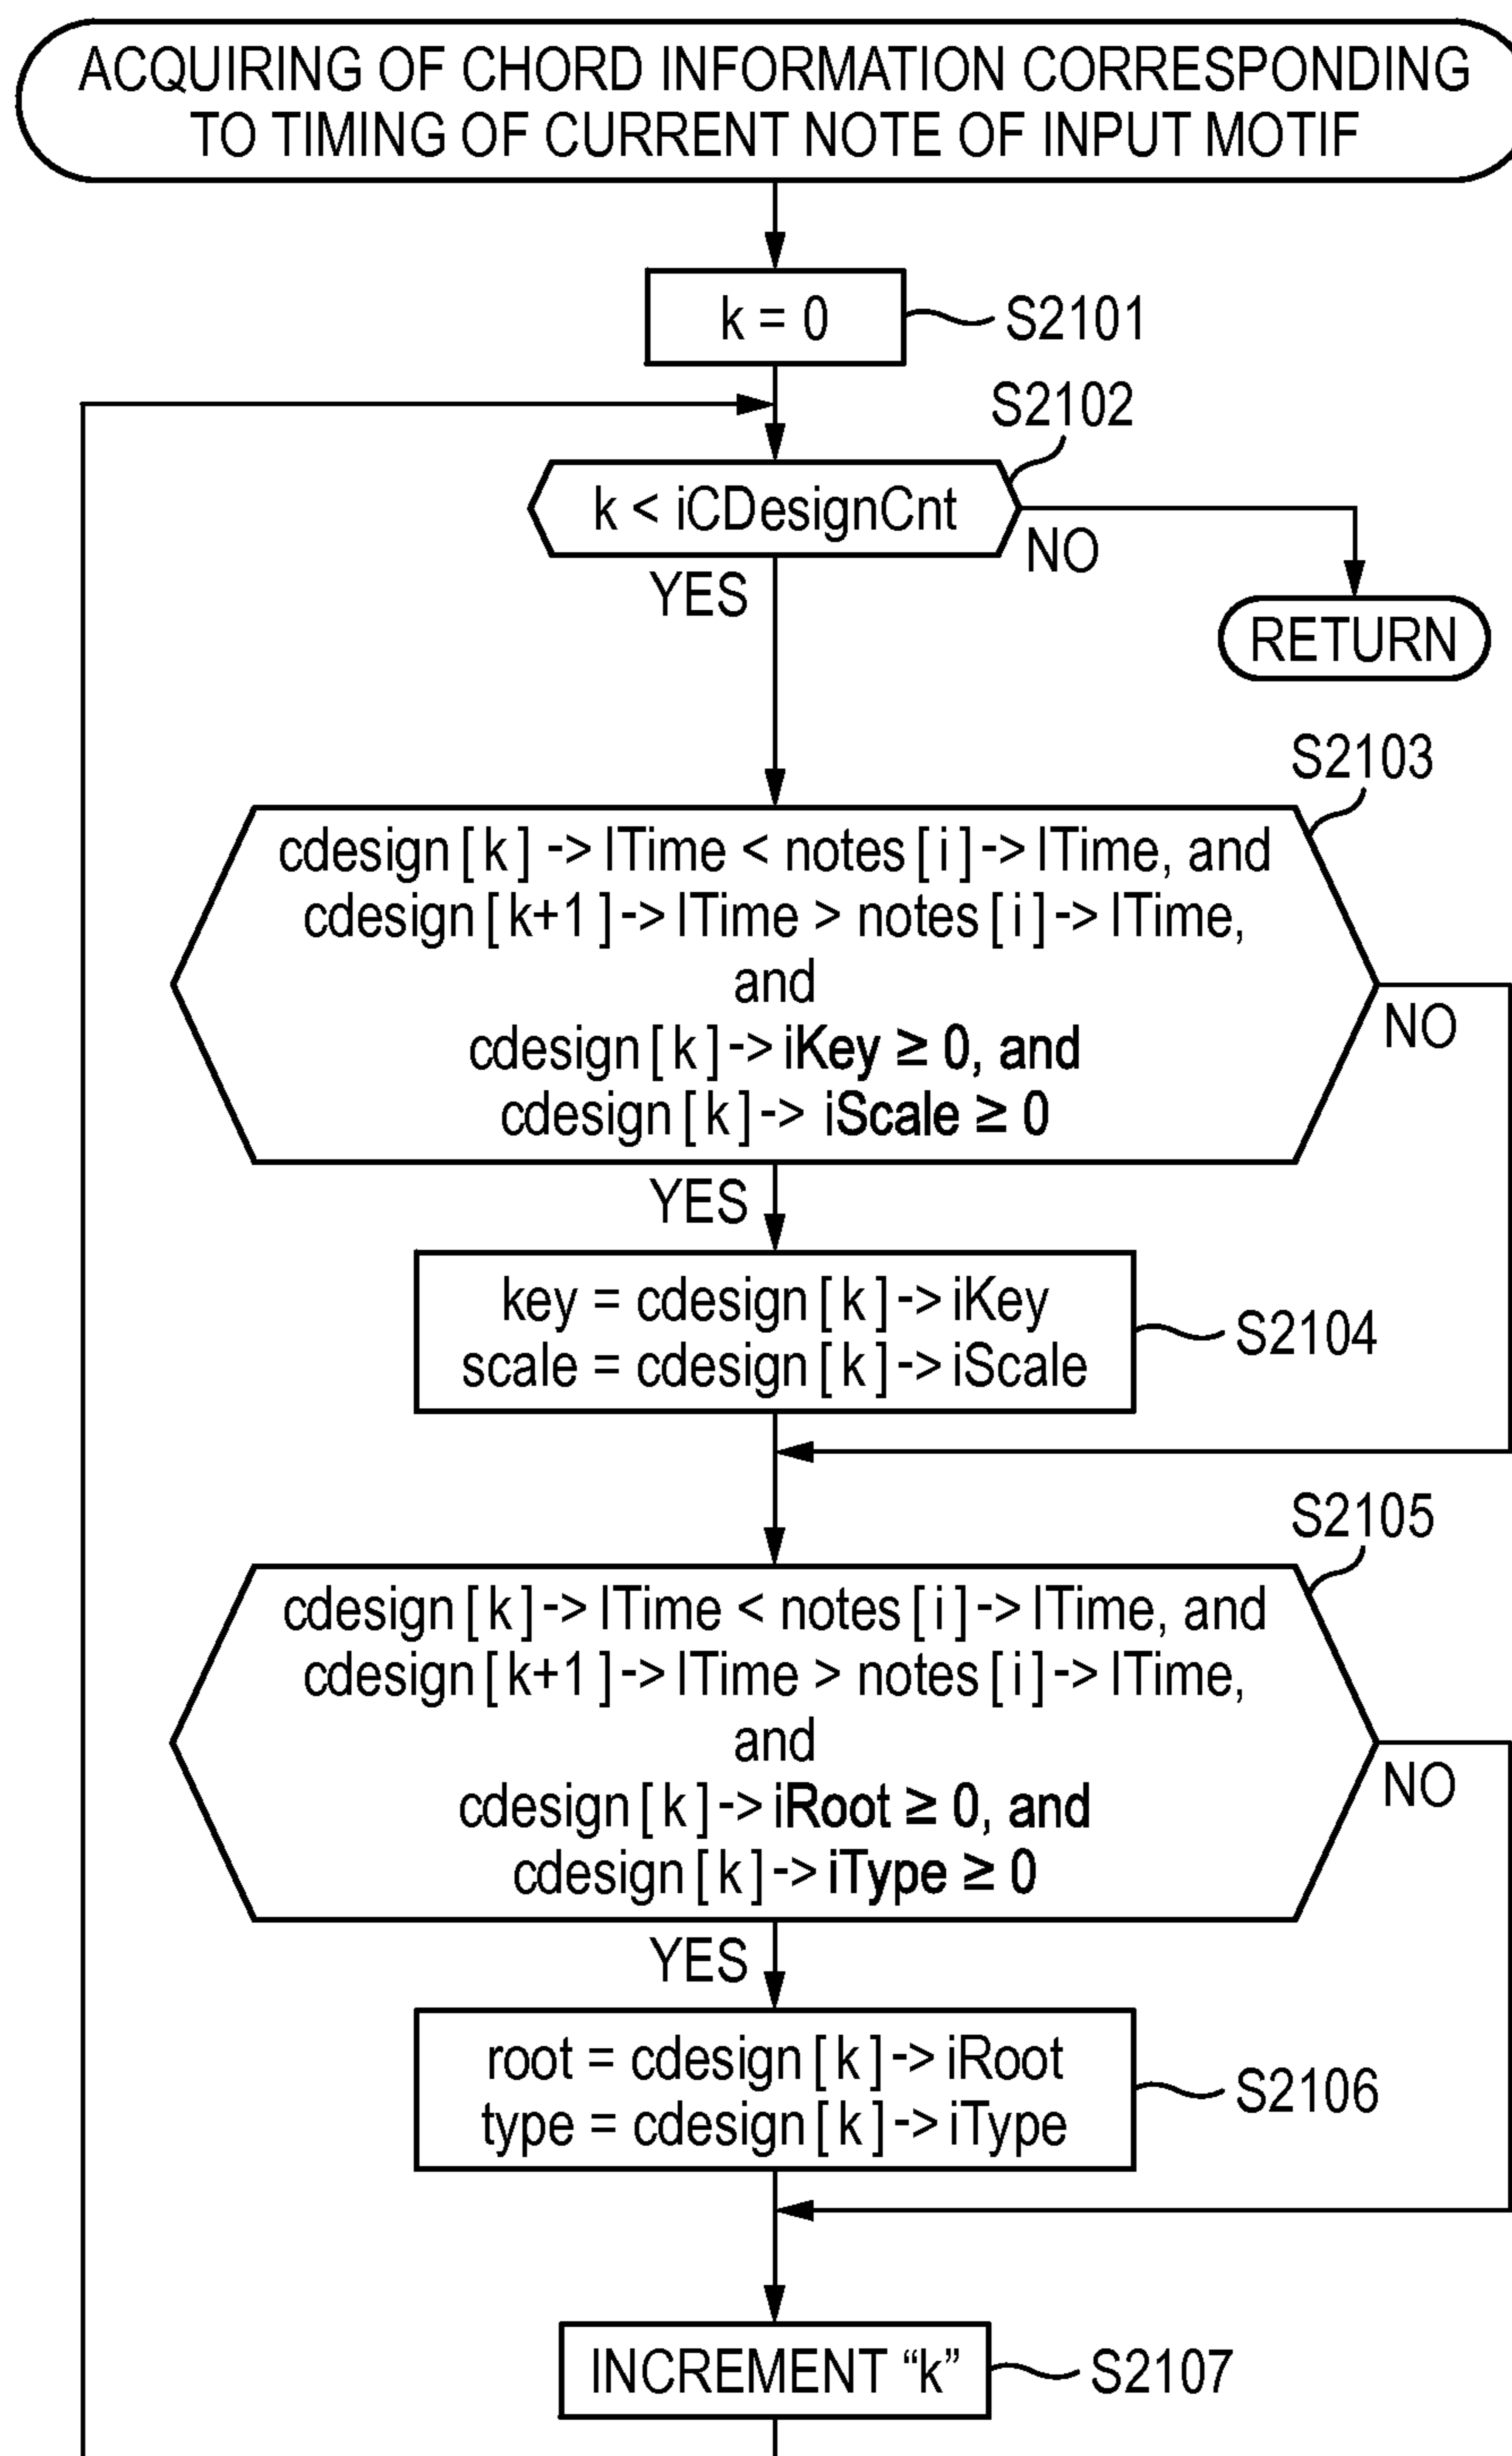 ACQUIRING OF CHORD INFORMATION CORRESPONDING
TO TIMING OF CURRENT NOTE OF INPUT MOTIF
k = 0
S2101
S2102
k < iCDesignCnt
NO
YES
RETURN
S2103
cdesign [ k ] -> lTime < notes [ i ] -> lTime, and
cdesign [ k+1 ] -> lTime > notes [ i ] -> lTime,
and
cdesign [ k ] -> iKey ≥ 0, and
cdesign [ k ] -> iScale ≥ 0
NO
YES
key = cdesign [ k ] -> iKey
scale = cdesign [ k ] -> iScale
S2104
S2105
cdesign [ k ] -> lTime < notes [ i ] -> lTime, and
cdesign [ k+1 ] -> lTime > notes [ i ] -> lTime,
and
cdesign [ k ] -> iRoot ≥ 0, and
cdesign [ k ] -> iType ≥ 0
NO
YES
root = cdesign [ k ] -> iRoot
type = cdesign [ k ] -> iType
S2106
INCREMENT “k”
S2107